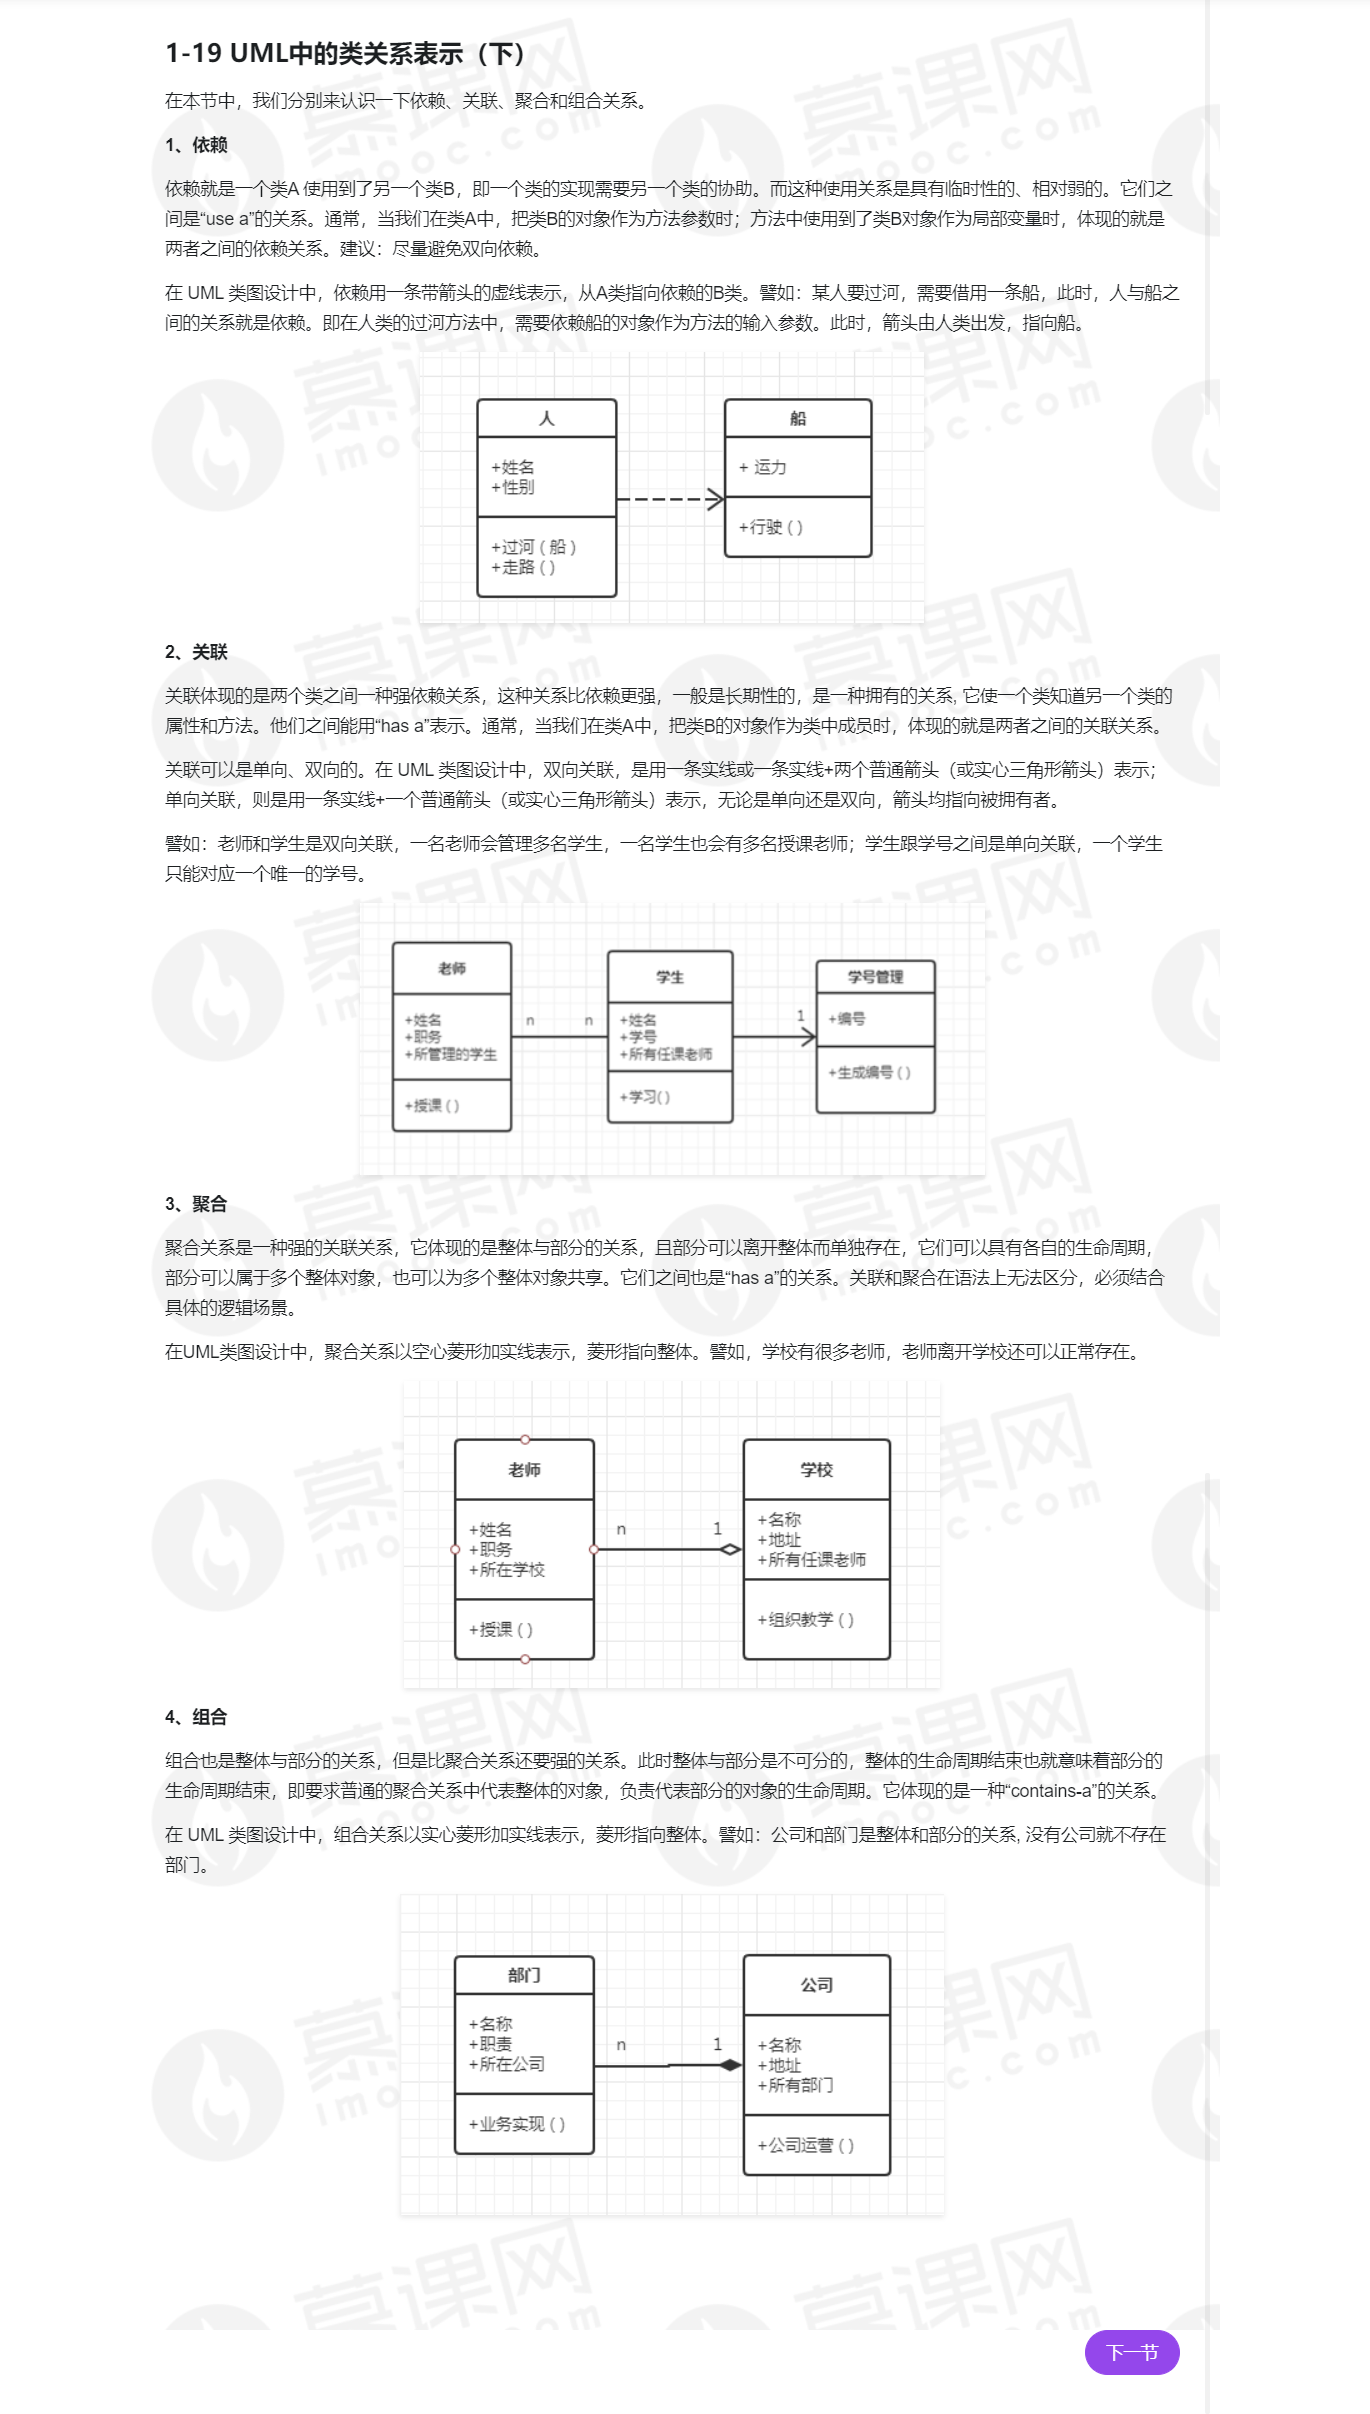 1-19 UML中的类关系表示（下）
在本节中，我们分别来认识一下依赖、关联、聚合和组合关系。
1、依赖
依赖就是一个类A 使用到了另一个类B，即一个类的实现需要另一个类的协助。而这种使用关系是具有临时性的、相对弱的。它们之
间是“use a”的关系。通常，当我们在类A中，把类B的对象作为方法参数时；方法中使用到了类B对象作为局部变量时，体现的就是
两者之间的依赖关系。建议：尽量避免双向依赖。
在 UML 类图设计中，依赖用一条带箭头的虚线表示，从A类指向依赖的B类。譬如：某人要过河，需要借用一条船，此时，人与船之
间的关系就是依赖。即在人类的过河方法中，需要依赖船的对象作为方法的输入参数。此时，箭头由人类出发，指向船。
人
+姓名
+性别
+过河 ( 船 )
+走路 ( )
船
+ 运力
+行驶 ( )
2、关联
关联体现的是两个类之间一种强依赖关系，这种关系比依赖更强，一般是长期性的，是一种拥有的关系, 它使一个类知道另一个类的
属性和方法。他们之间能用“has a”表示。通常，当我们在类A中，把类B的对象作为类中成员时，体现的就是两者之间的关联关系。
关联可以是单向、双向的。在 UML 类图设计中，双向关联，是用一条实线或一条实线+两个普通箭头（或实心三角形箭头）表示；
单向关联，则是用一条实线+一个普通箭头（或实心三角形箭头）表示，无论是单向还是双向，箭头均指向被拥有者。
譬如：老师和学生是双向关联，一名老师会管理多名学生，一名学生也会有多名授课老师；学生跟学号之间是单向关联，一个学生
只能对应一个唯一的学号。
老师
+姓名
+职务
+所管理的学生
+授课 ( )
n
n
学生
+姓名
+学号
+所有任课老师
+学习( )
1
学号管理
+编号
+生成编号 ( )
3、聚合
聚合关系是一种强的关联关系，它体现的是整体与部分的关系，且部分可以离开整体而单独存在，它们可以具有各自的生命周期，
部分可以属于多个整体对象，也可以为多个整体对象共享。它们之间也是“has a”的关系。关联和聚合在语法上无法区分，必须结合
具体的逻辑场景。
在UML类图设计中，聚合关系以空心菱形加实线表示，菱形指向整体。譬如，学校有很多老师，老师离开学校还可以正常存在。
老师
+姓名
+职务
+所在学校
+授课 ( )
n
1
学校
+名称
+地址
+所有任课老师
+组织教学 ( )
4、组合
组合也是整体与部分的关系，但是比聚合关系还要强的关系。此时整体与部分是不可分的，整体的生命周期结束也就意味着部分的
生命周期结束，即要求普通的聚合关系中代表整体的对象，负责代表部分的对象的生命周期。它体现的是一种“contains-a”的关系。
在 UML 类图设计中，组合关系以实心菱形加实线表示，菱形指向整体。譬如：公司和部门是整体和部分的关系, 没有公司就不存在
部门。
部门
+名称
+职责
+所在公司
+业务实现 ( )
n
1
公司
+名称
+地址
+所有部门
+公司运营 ( )
慕课网
imooc.com
下一节